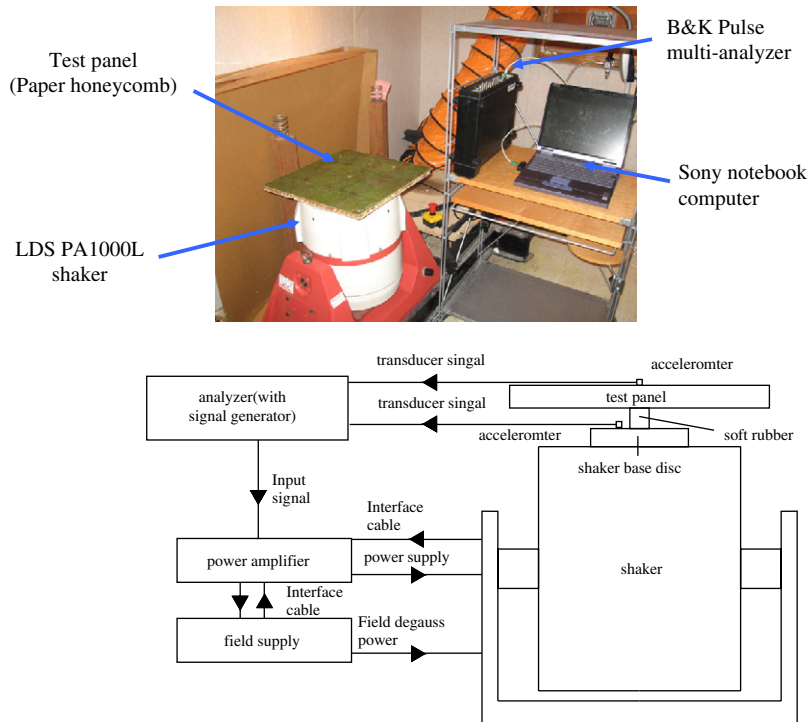 B&K Pulse
multi-analyzer
Test panel
(Paper honeycomb)
Sony notebook
computer
LDS PA1000L
shaker
transducer singal
acceleromter
analyzer(with
signal generator)
test panel
transducer singal
acceleromter
soft rubber
shaker base disc
Input
signal
Interface
cable
power amplifier
power supply
shaker
Interface
cable
Field degauss
power
field supply